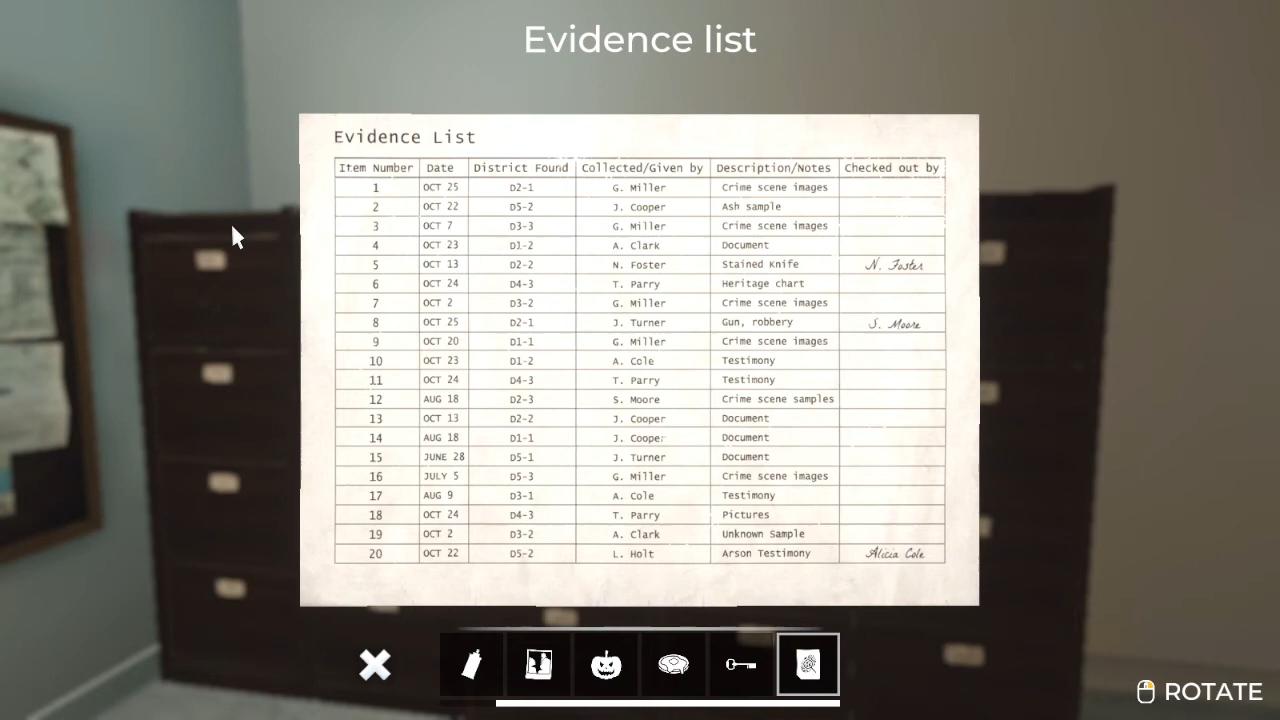 Evidence list
Evidence List
Item Number Date District Found Collected/Given by Description/Notes Checked out by
1 OCT 25 D2-1 G. Miller Crime scene images
2 OCT 22 D5-2 J. Cooper Ash sample
3 OCT 7 D3-3 G. Miller Crime scene images
4 OCT 23 D1-2 A. Clark Document
5 OCT 13 D2-2 N. Foster Stained Knife N. Foster
6 OCT 24 D4-3 T. Parry Heritage chart
7 OCT 2 D3-2 G. Miller Crime scene images
8 OCT 25 D2-1 J. Turner Gun, robbery S. Moore
9 OCT 20 D1-1 G. Miller Crime scene images
10 OCT 23 D1-2 A. Cole Testimony
11 OCT 24 D4-3 T. Parry Testimony
12 AUG 18 D2-3 S. Moore Crime scene samples
13 OCT 13 D2-2 J. Cooper Document
14 AUG 18 D1-1 J. Cooper Document
15 JUNE 28 D5-1 J. Turner Document
16 JULY 5 D5-3 G. Miller Crime scene images
17 AUG 9 D3-1 A. Cole Testimony
18 OCT 24 D4-3 T. Parry Pictures
19 OCT 2 D3-2 A. Clark Unknown Sample
20 OCT 22 D5-2 L. Holt Arson Testimony Alicia Cole
ROTATE